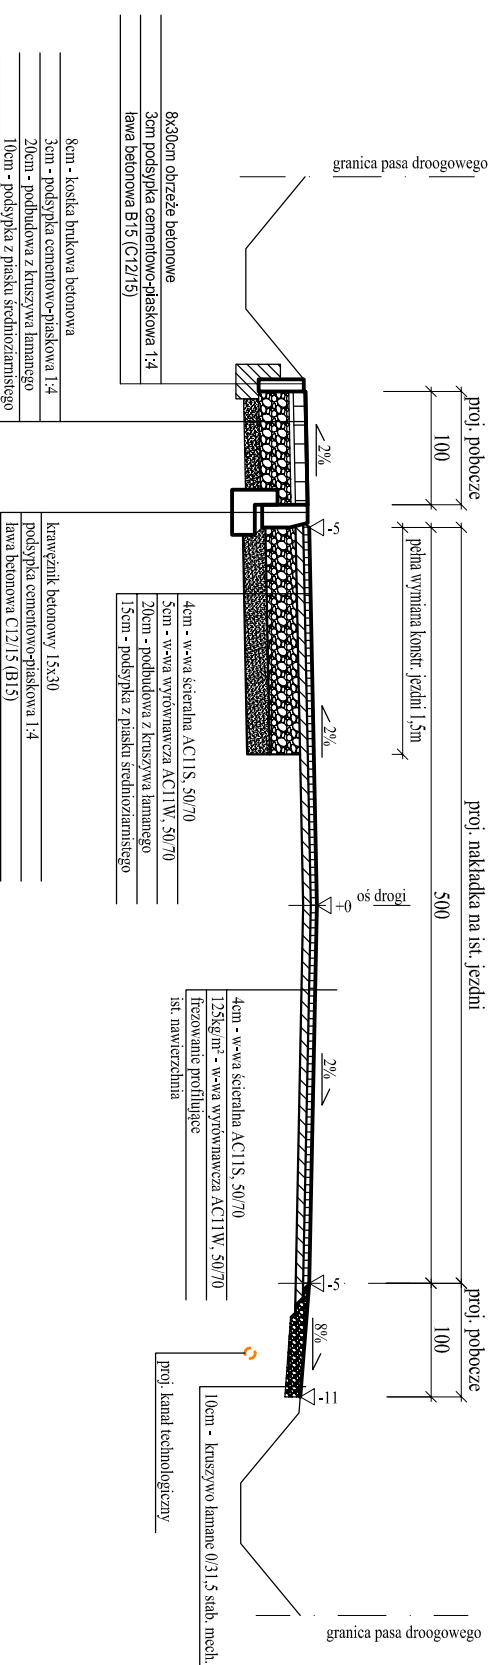 granica pasa droogowego
proj. pobocze
100
proj. nakładka na ist. jezdni
500
proj. pobocze
100
pełna wymiana konstr. jezdni 1,5m
oś drogi
2%
-5
2%
+0
2%
-5
8%
-11
8x30cm obrzeże betonowe
3cm podsypka cementowo-piaskowa 1:4
ława betonowa B15 (C12/15)
8cm - kostka brukowa betonowa
3cm - podsypka cementowo-piaskowa 1:4
20cm - podbudowa z kruszywa łamanego
10cm - podsypka z piasku średnioziarnistego
krawężnik betonowy 15x30
podsypka cementowo-piaskowa 1:4
ława betonowa C12/15 (B15)
4cm - w-wa ścieralna AC11S, 50/70
5cm - w-wa wyrównawcza AC11W, 50/70
20cm - podbudowa z kruszywa łamanego
15cm - podsypka z piasku średnioziarnistego
4cm - w-wa ścieralna AC11S, 50/70
125kg/m² - w-wa wyrównawcza AC11W, 50/70
frezowanie profilujące
ist. nawierzchnia
10cm - kruszywo łamane 0/31,5 stab. mech.
proj. kanał technologiczny
granica pasa droogowego